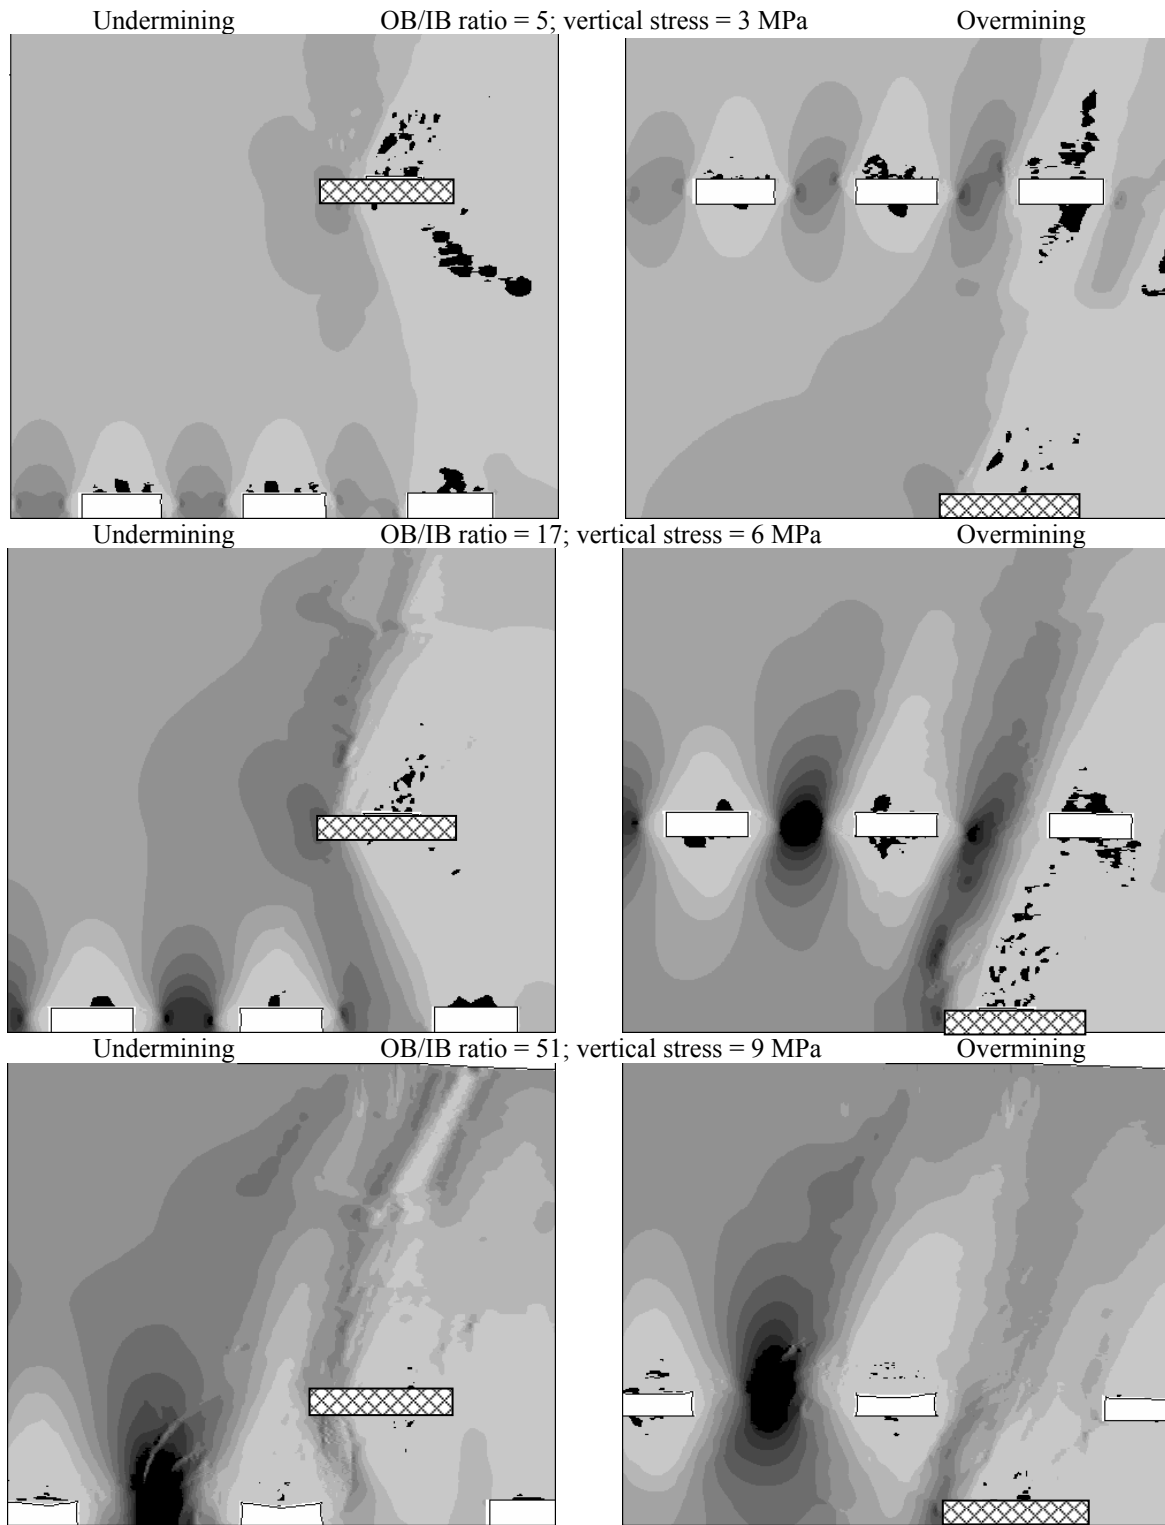 Undermining OB/IB ratio = 5; vertical stress = 3 MPa Overmining
Undermining OB/IB ratio = 17; vertical stress = 6 MPa Overmining
Undermining OB/IB ratio = 51; vertical stress = 9 MPa Overmining